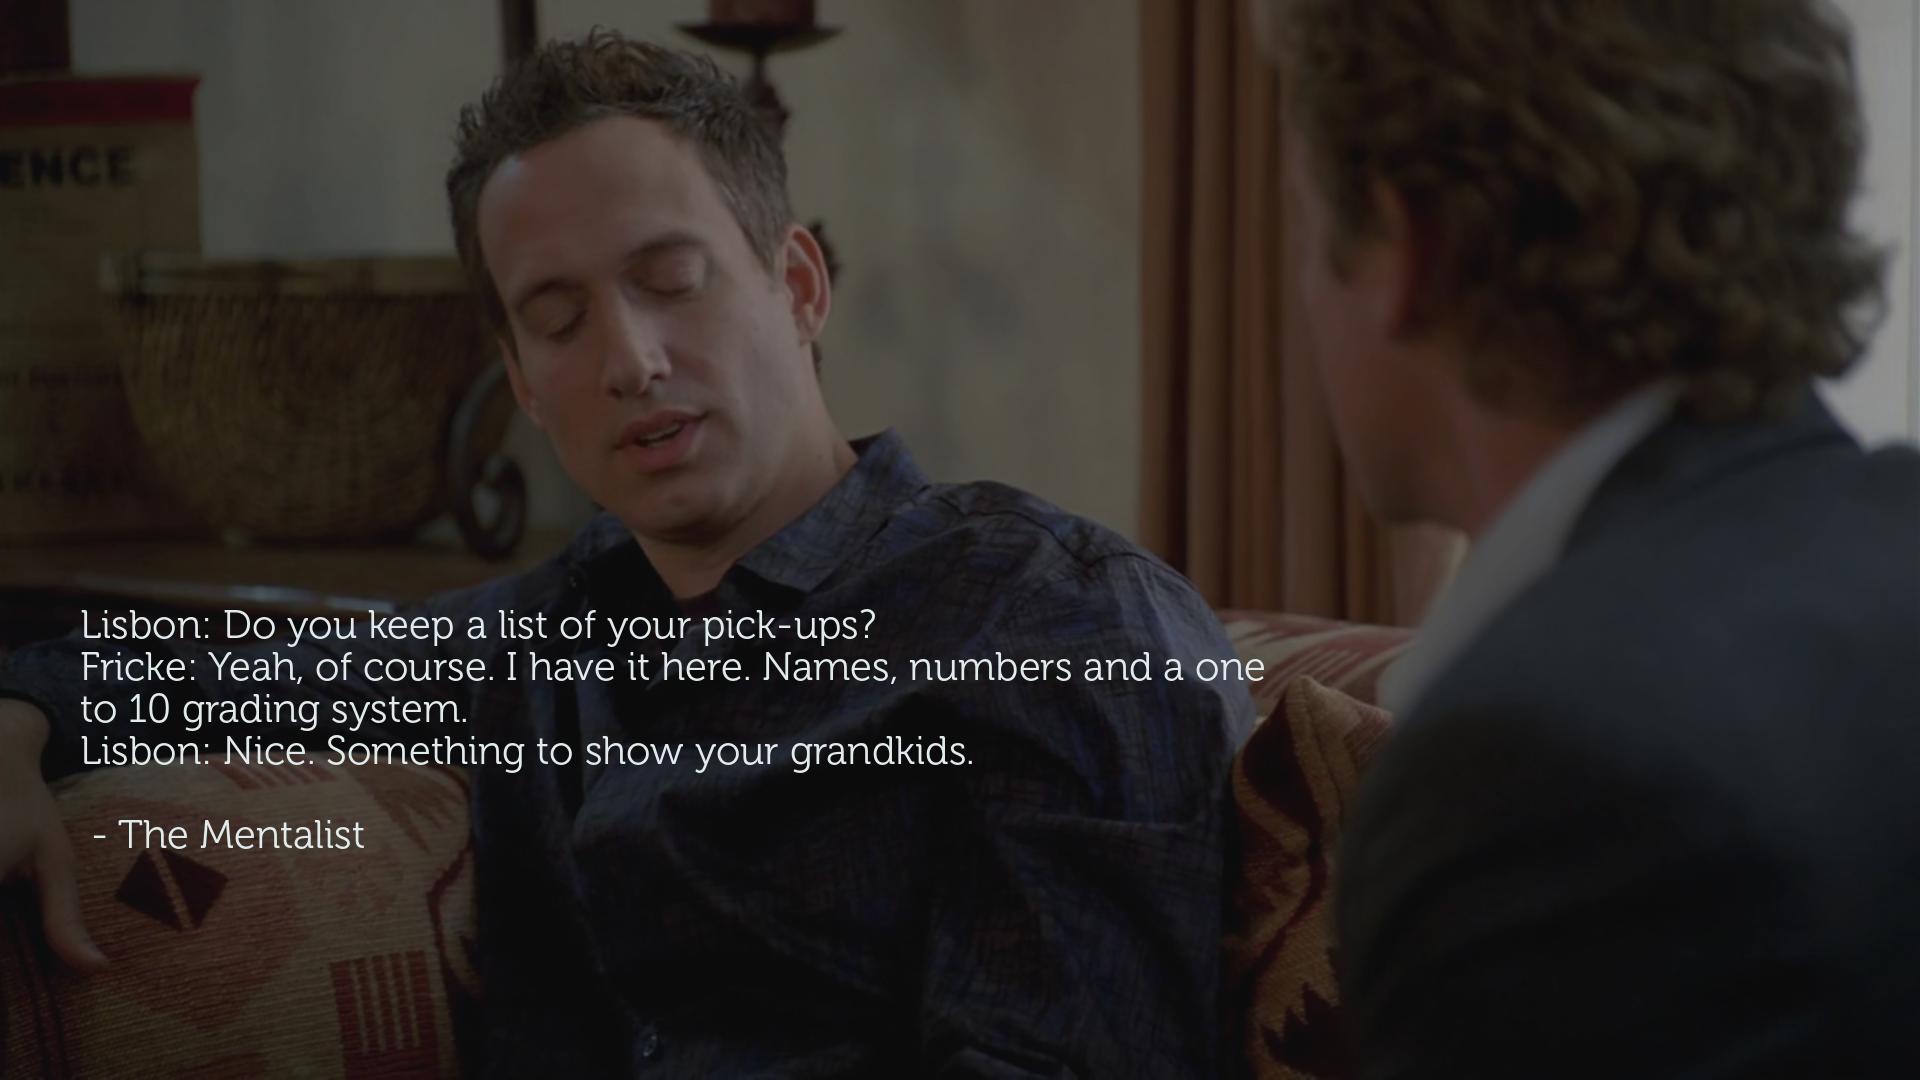 ENCE
Lisbon: Do you keep a list of your pick-ups?
Fricke: Yeah, of course. I have it here. Names, numbers and a one
to 10 grading system.
Lisbon: Nice. Something to show your grandkids.
- The Mentalist